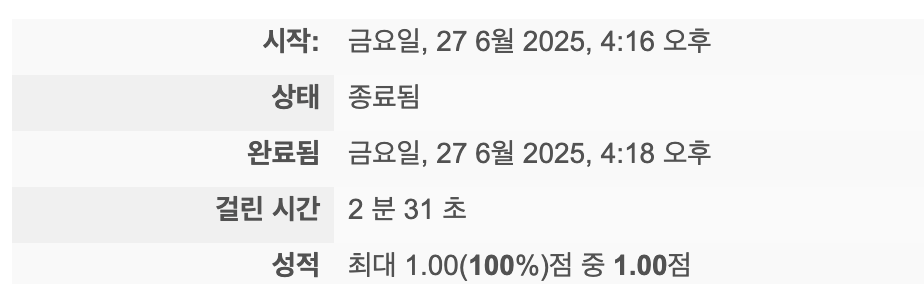 시작: 금요일, 27 6월 2025, 4:16 오후
상태 종료됨
완료됨 금요일, 27 6월 2025, 4:18 오후
걸린 시간 2 분 31 초
성적 최대 1.00(100%)점 중 1.00점